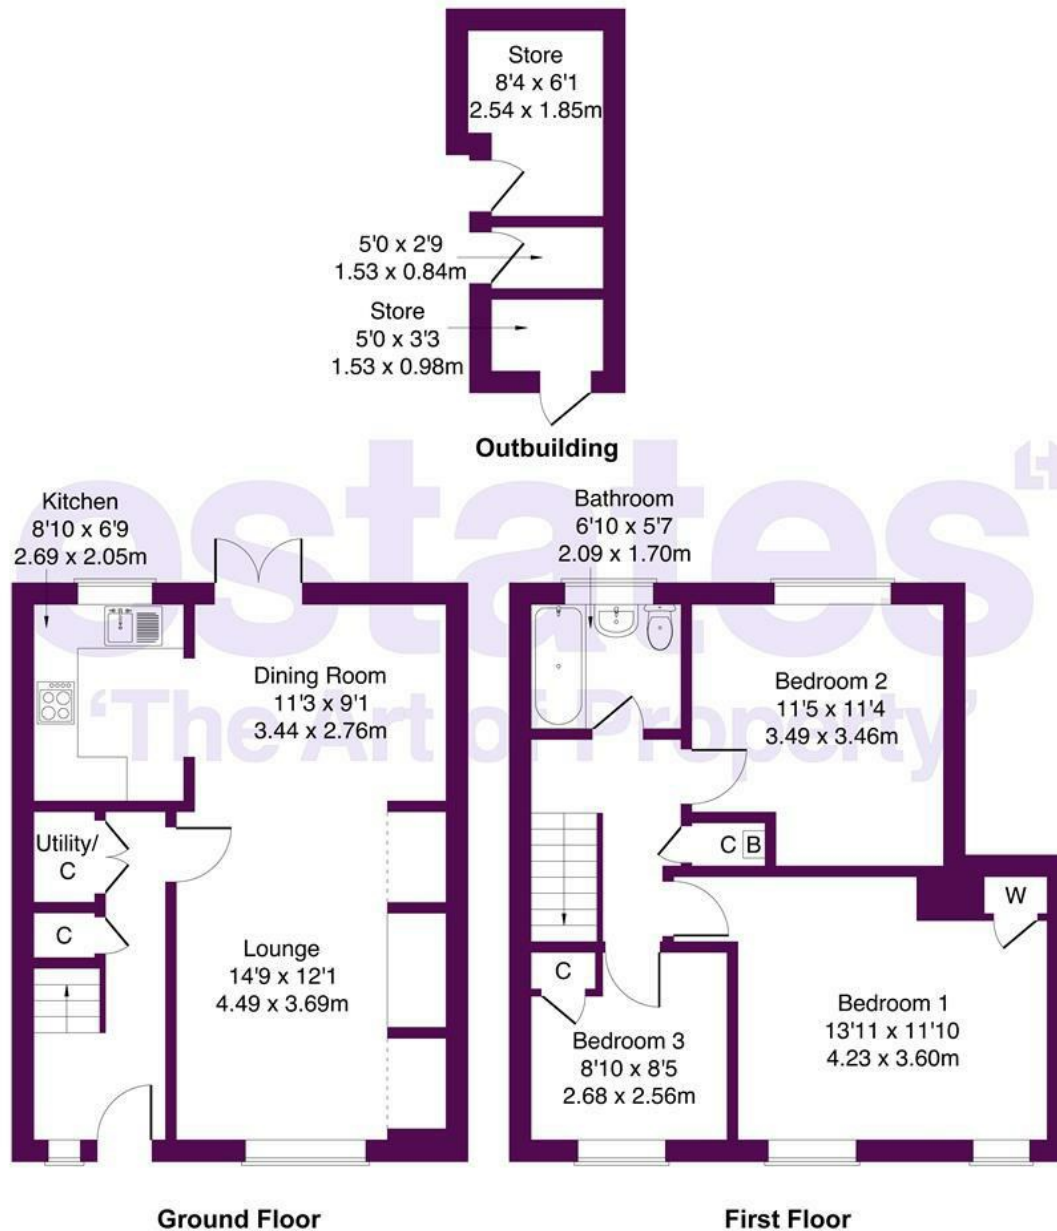 Store
8'4 x 6'1
2.54 x 1.85m
5'0 x 2'9
1.53 x 0.84m
Store
5'0 x 3'3
1.53 x 0.98m
Outbuilding
estates
'The Art of Property'
Kitchen
8'10 x 6'9
2.69 x 2.05m
Dining Room
11'3 x 9'1
3.44 x 2.76m
Utility/
C
C
Lounge
14'9 x 12'1
4.49 x 3.69m
Ground Floor
Bathroom
6'10 x 5'7
2.09 x 1.70m
Bedroom 2
11'5 x 11'4
3.49 x 3.46m
C B
W
C
Bedroom 1
13'11 x 11'10
4.23 x 3.60m
Bedroom 3
8'10 x 8'5
2.68 x 2.56m
First Floor